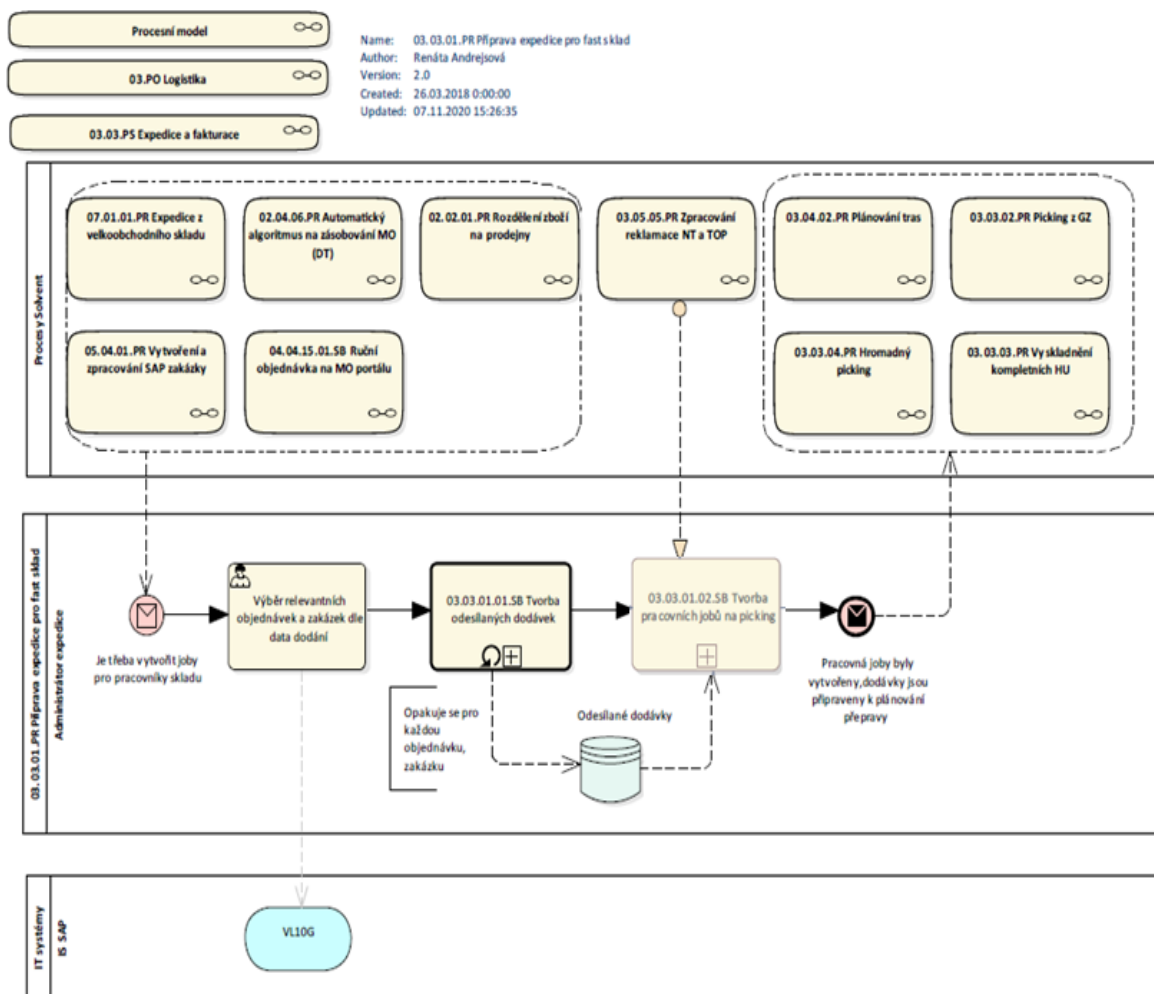 Procesní model
03.PO Logistika
03.03.PS Expedice a fakturace
Name: 03.03.01.PR Příprava expedice pro fast sklad
Author: Renáta Andrejsová
Version: 2.0
Created: 26.03.2018 0:00:00
Updated: 07.11.2020 15:26:35
Procesy Solvent
07.01.01.PR Expedice z
velkoobchodního skladu
02.04.06.PR Automatický
algoritmus na zásobování MO
(DT)
02.02.01.PR Rozdělení zboží
na prodejny
03.05.05.PR Zpracování
reklamace NT a TOP
03.04.02.PR Plánování tras
03.03.02.PR Picking z GZ
05.04.01.PR Vytvoření a
zpracování SAP zakázky
04.04.15.01.SB Ruční
objednávka na MO portálu
03.03.04.PR Hromadný
picking
03.03.03.PR Vyskladnění
kompletních HU
03.03.01.PR Příprava expedice pro fast sklad
Administrátor expedice
Je třeba vytvořit joby
pro pracovníky skladu
Výběr relevantních
objednávek a zakázek dle
data dodání
03.03.01.01.SB Tvorba
odesílaných dodávek
03.03.01.02.SB Tvorba
pracovních jobů na picking
Pracovná joby byly
vytvořeny,dodávky jsou
připraveny k plánování
přepravy
Opakuje se pro
každou
objednávku,
zakázku
Odesílané dodávky
IT systémy
IS SAP
VL10G